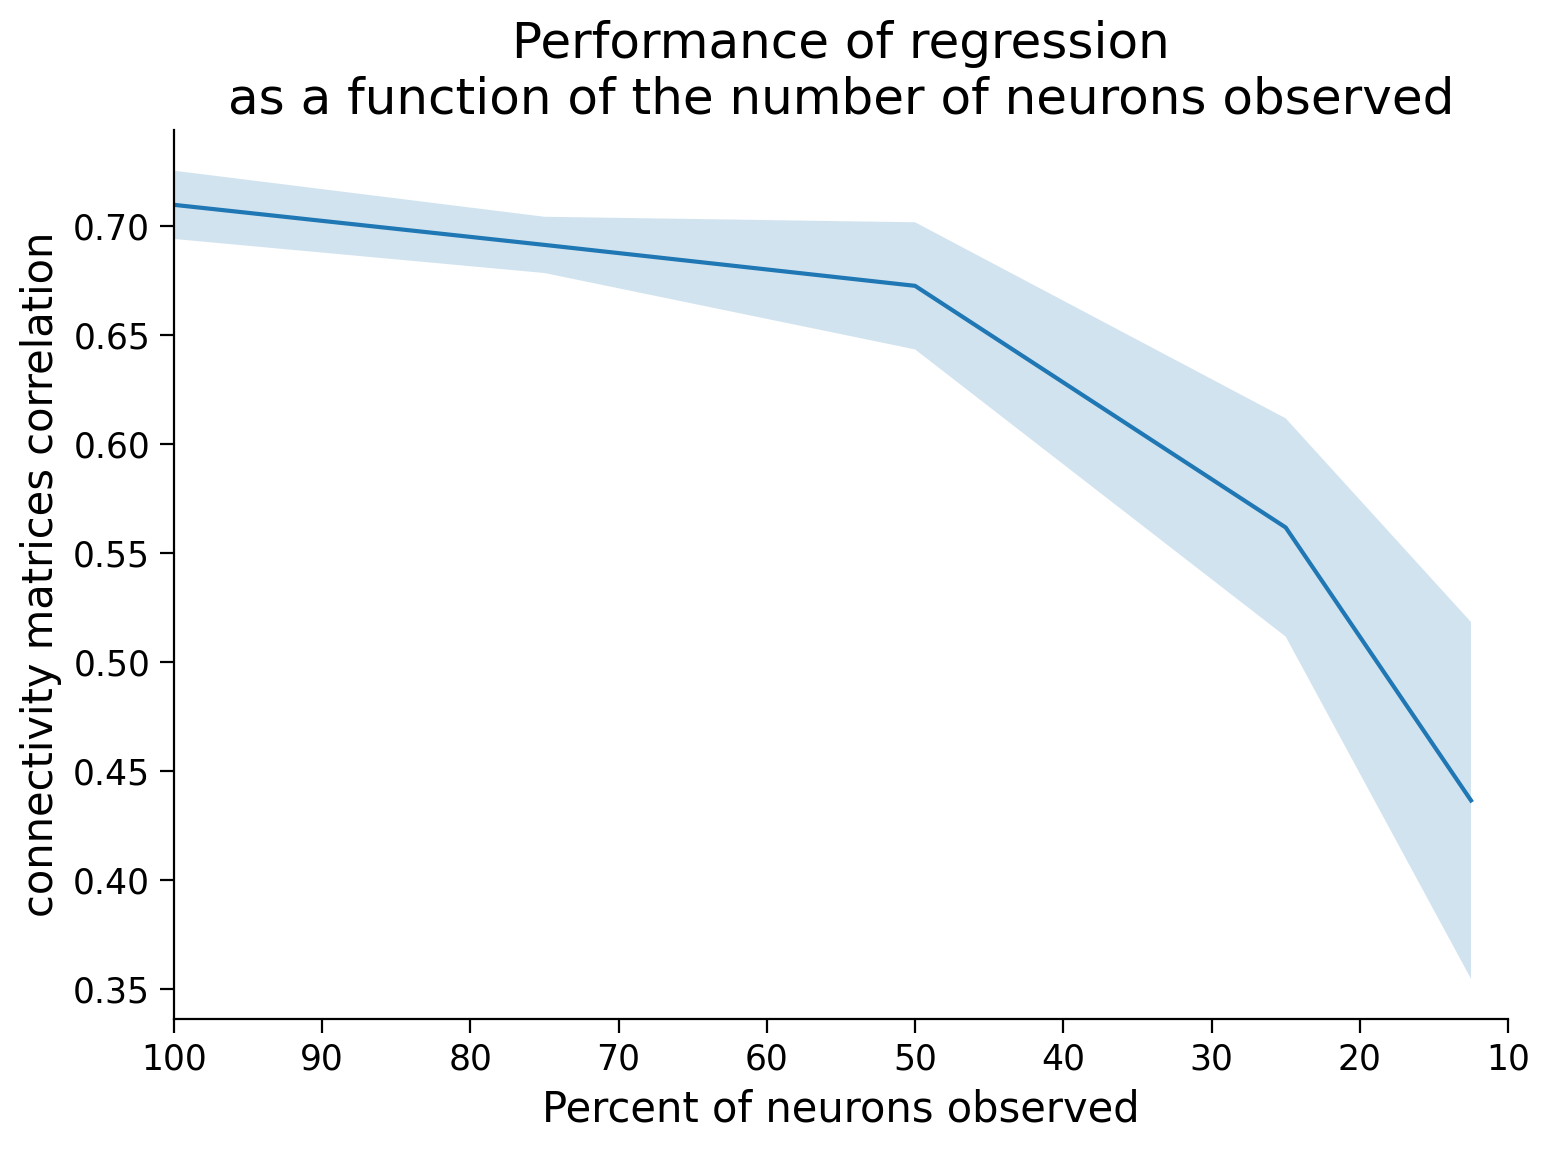 Performance of regression
as a function of the number of neurons observed
connectivity matrices correlation
0.70
0.65
0.60
0.55
0.50
0.45
0.40
0.35
100 90 80 70 60 50 40 30 20 10
Percent of neurons observed